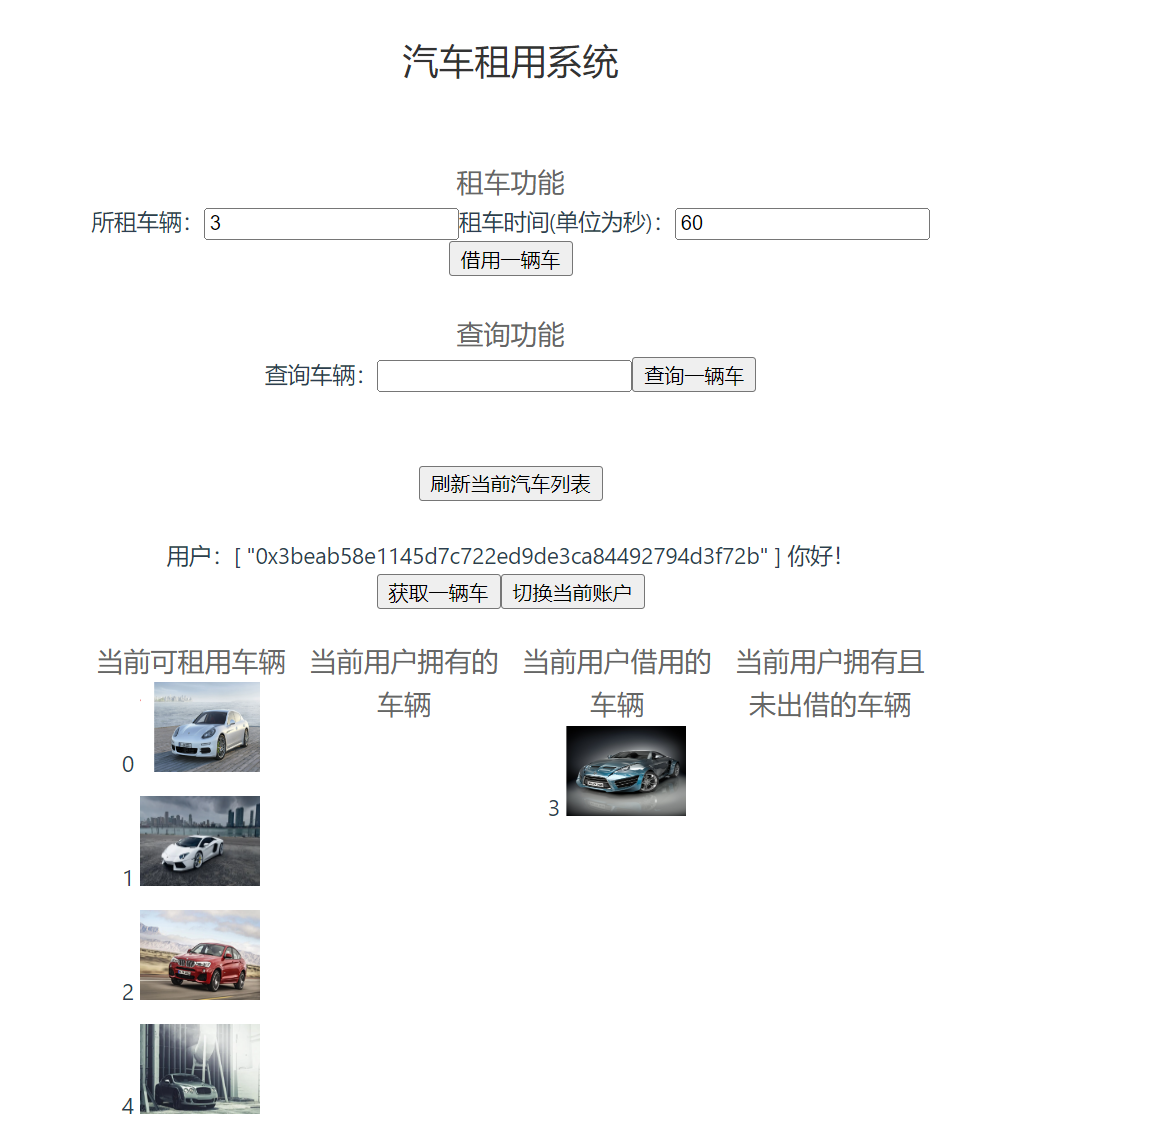 汽车租用系统
租车功能
所租车辆：3租车时间(单位为秒)：60
借用一辆车
查询功能
查询车辆：查询一辆车
刷新当前汽车列表
用户：[ "0x3beab58e1145d7c722ed9de3ca84492794d3f72b" ] 你好！
获取一辆车切换当前账户
当前可租用车辆
0
1
2
4
当前用户拥有的
车辆
当前用户借用的
车辆
3
当前用户拥有且
未出借的车辆